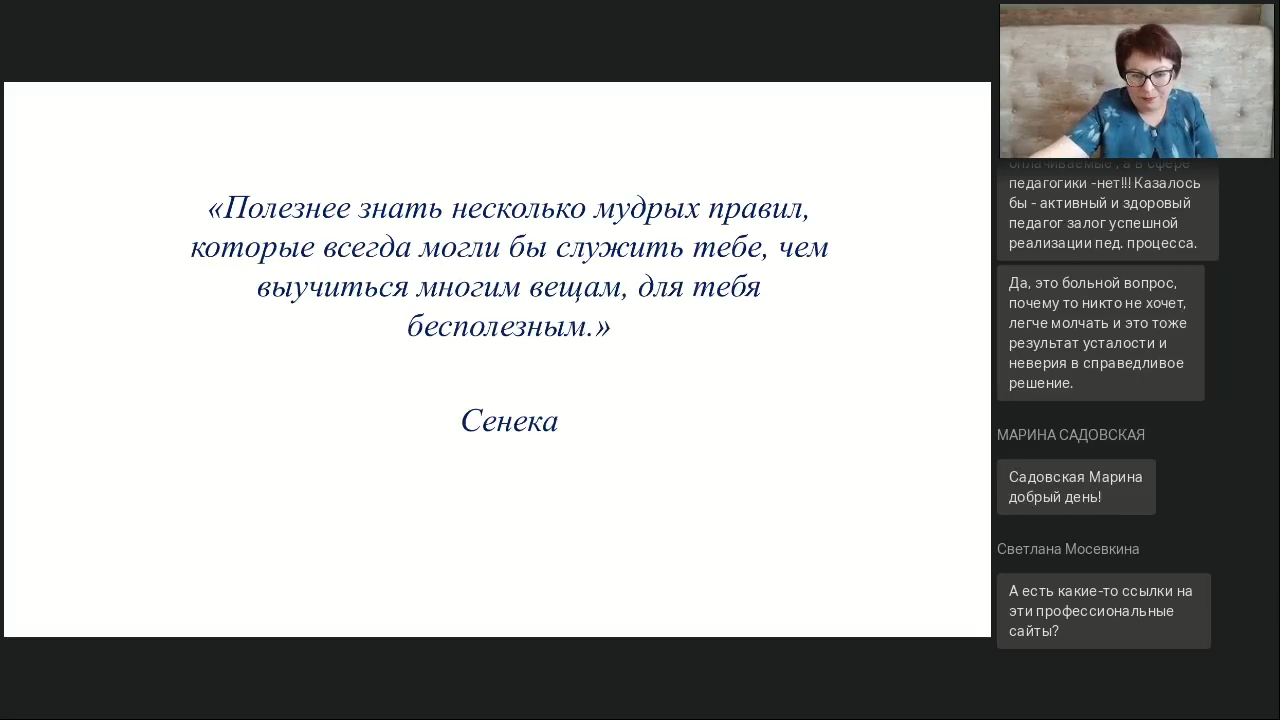 «Полезнее знать несколько мудрых правил,
которые всегда могли бы служить тебе, чем
выучиться многим вещам, для тебя
бесполезным.»
Сенека
оплачиваемые , а в сфере
педагогики -нет!!! Казалось
бы - активный и здоровый
педагог залог успешной
реализации пед. процесса.
Да, это больной вопрос,
почему то никто не хочет,
легче молчать и это тоже
результат усталости и
неверия в справедливое
решение.
МАРИНА САДОВСКАЯ
Садовская Марина
добрый день!
Светлана Мосевкина
А есть какие-то ссылки на
эти профессиональные
сайты?